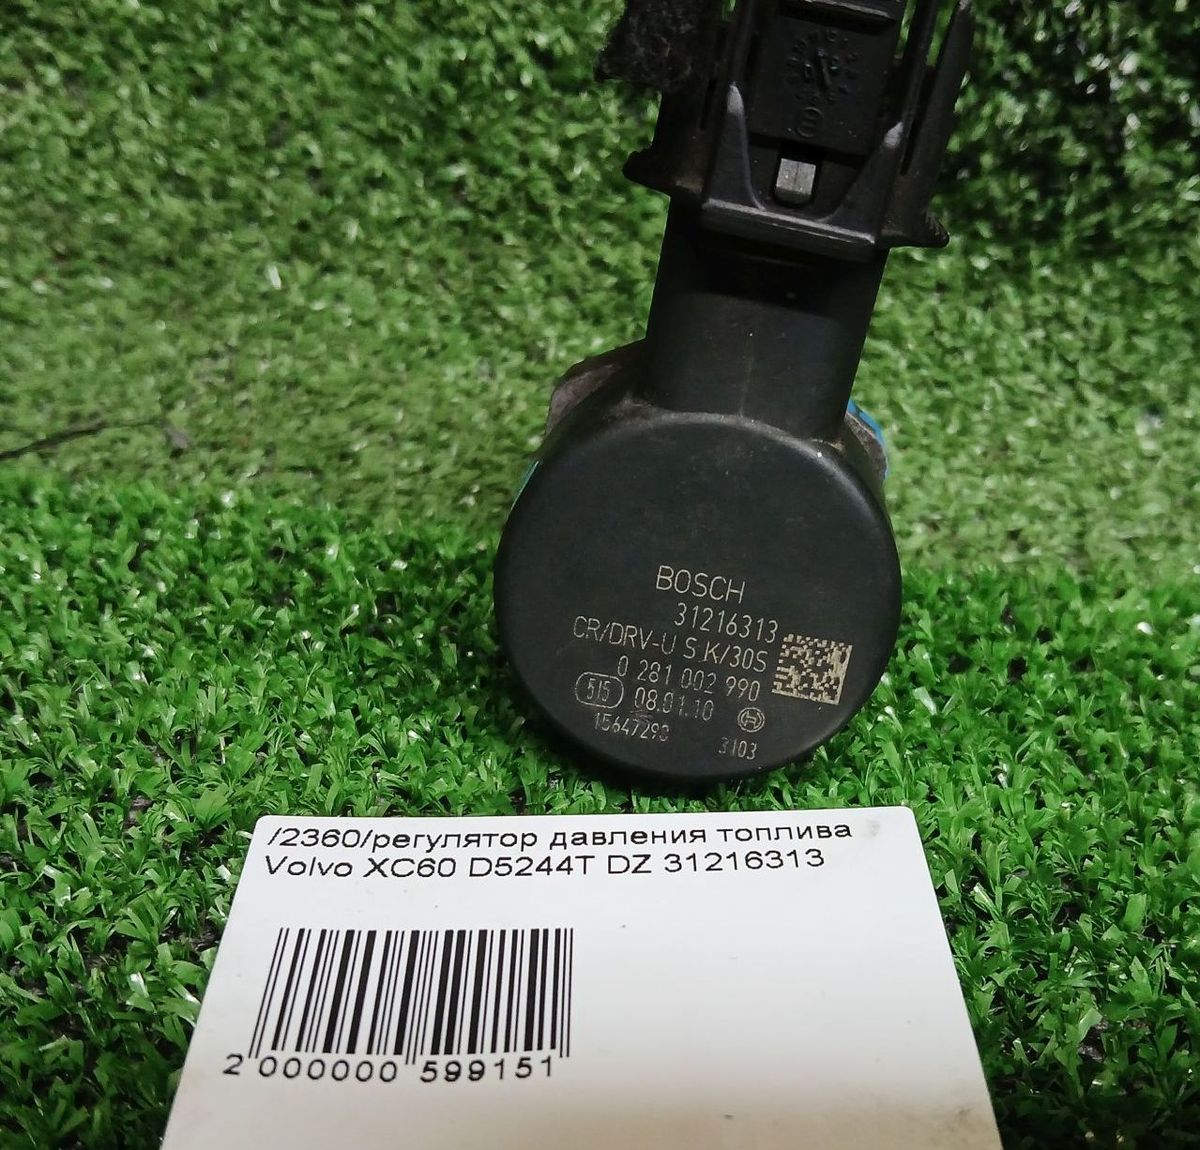 BOSCH
31216313
CR/DRV-U S.K/30S
0 281 002 990
515 08.01.10
15647290 3103
/2360/регулятор давления топлива
Volvo XC60 D5244T DZ 31216313
2 000000 599151